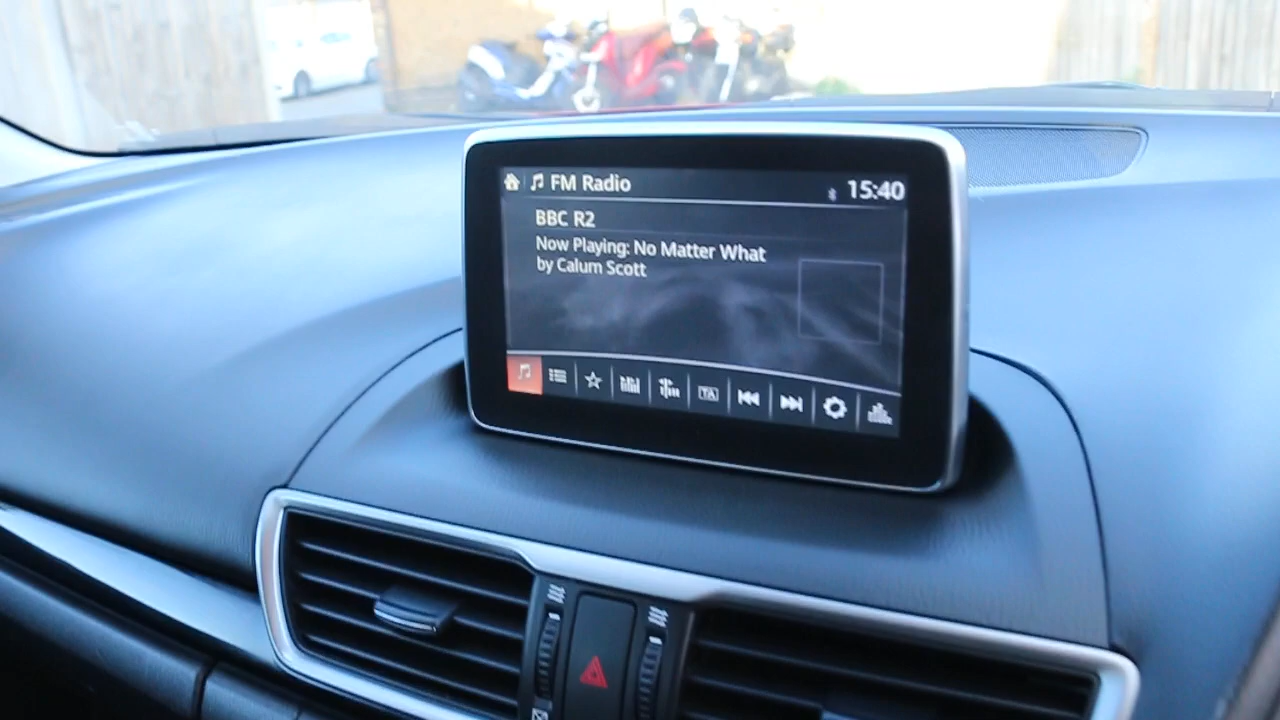 FM Radio
15:40
BBC R2
Now Playing: No Matter What
by Calum Scott
TA